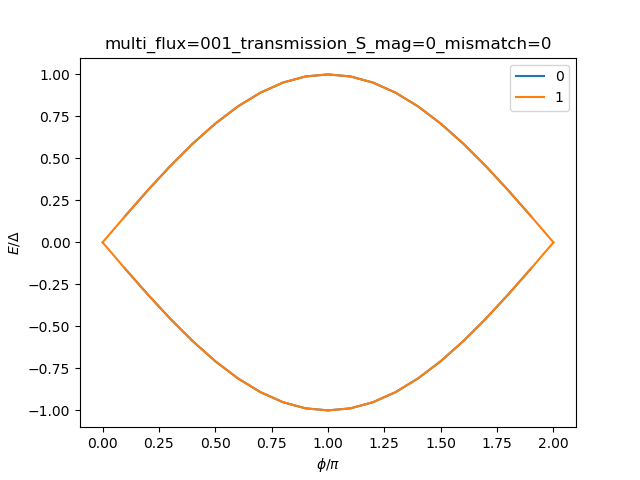 multi_flux=001_transmission_S_mag=0_mismatch=0
0
1
1.00
0.75
0.50
0.25
0.00
−0.25
−0.50
−0.75
−1.00
E/Δ
0.00 0.25 0.50 0.75 1.00 1.25 1.50 1.75 2.00
ϕ/π